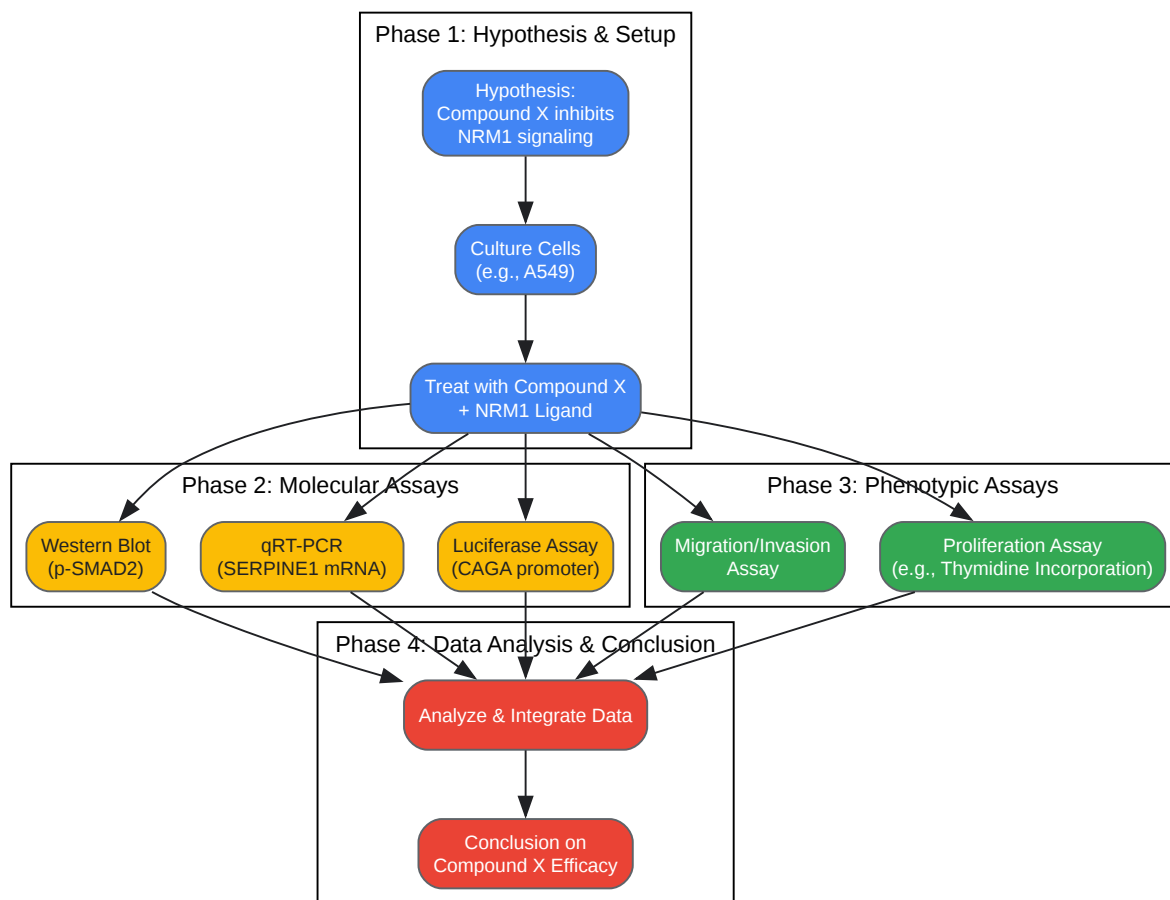 Phase 1: Hypothesis & Setup
Hypothesis:
Compound X inhibits
NRM1 signaling
Culture Cells
(e.g., A549)
Treat with Compound X
+ NRM1 Ligand
Phase 2: Molecular Assays
Western Blot
(p-SMAD2)
qRT-PCR
(SERPINE1 mRNA)
Luciferase Assay
(CAGA promoter)
Phase 3: Phenotypic Assays
Migration/Invasion
Assay
Proliferation Assay
(e.g., Thymidine Incorporation)
Phase 4: Data Analysis & Conclusion
Analyze & Integrate Data
Conclusion on
Compound X Efficacy